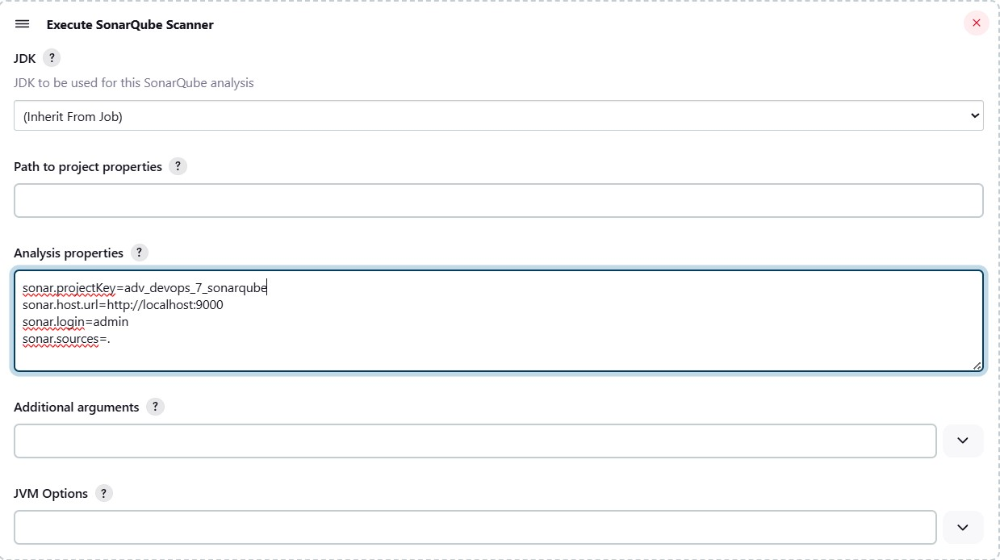 Execute SonarQube Scanner
JDK ?
JDK to be used for this SonarQube analysis
(Inherit From Job)
Path to project properties ?
Analysis properties ?
sonar.projectKey=adv_devops_7_sonarqube
sonar.host.url=http://localhost:9000
sonar.login=admin
sonar.sources=.
Additional arguments ?
JVM Options ?